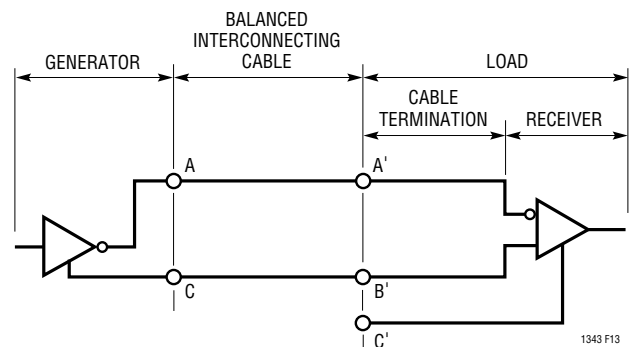 BALANCED
INTERCONNECTING
CABLE
GENERATOR
LOAD
CABLE
TERMINATION
RECEIVER
A
A'
C
B'
C'
1343 F13